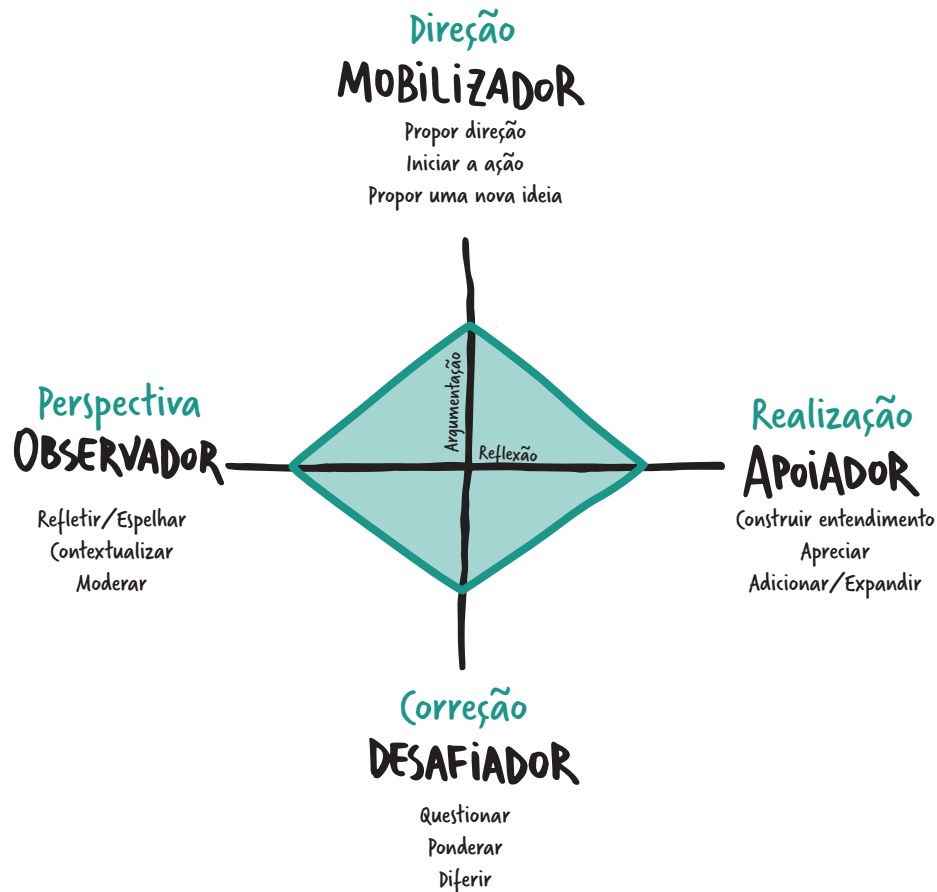 Direção
MOBILIZADOR
Propor direção
Iniciar a ação
Propor uma nova ideia
Argumentação
Reflexão
Perspectiva
OBSERVADOR
Refletir/Espelhar
Contextualizar
Moderar
Realização
APOIADOR
Construir entendimento
Apreciar
Adicionar/Expandir
Correção
DESAFIADOR
Questionar
Ponderar
Diferir